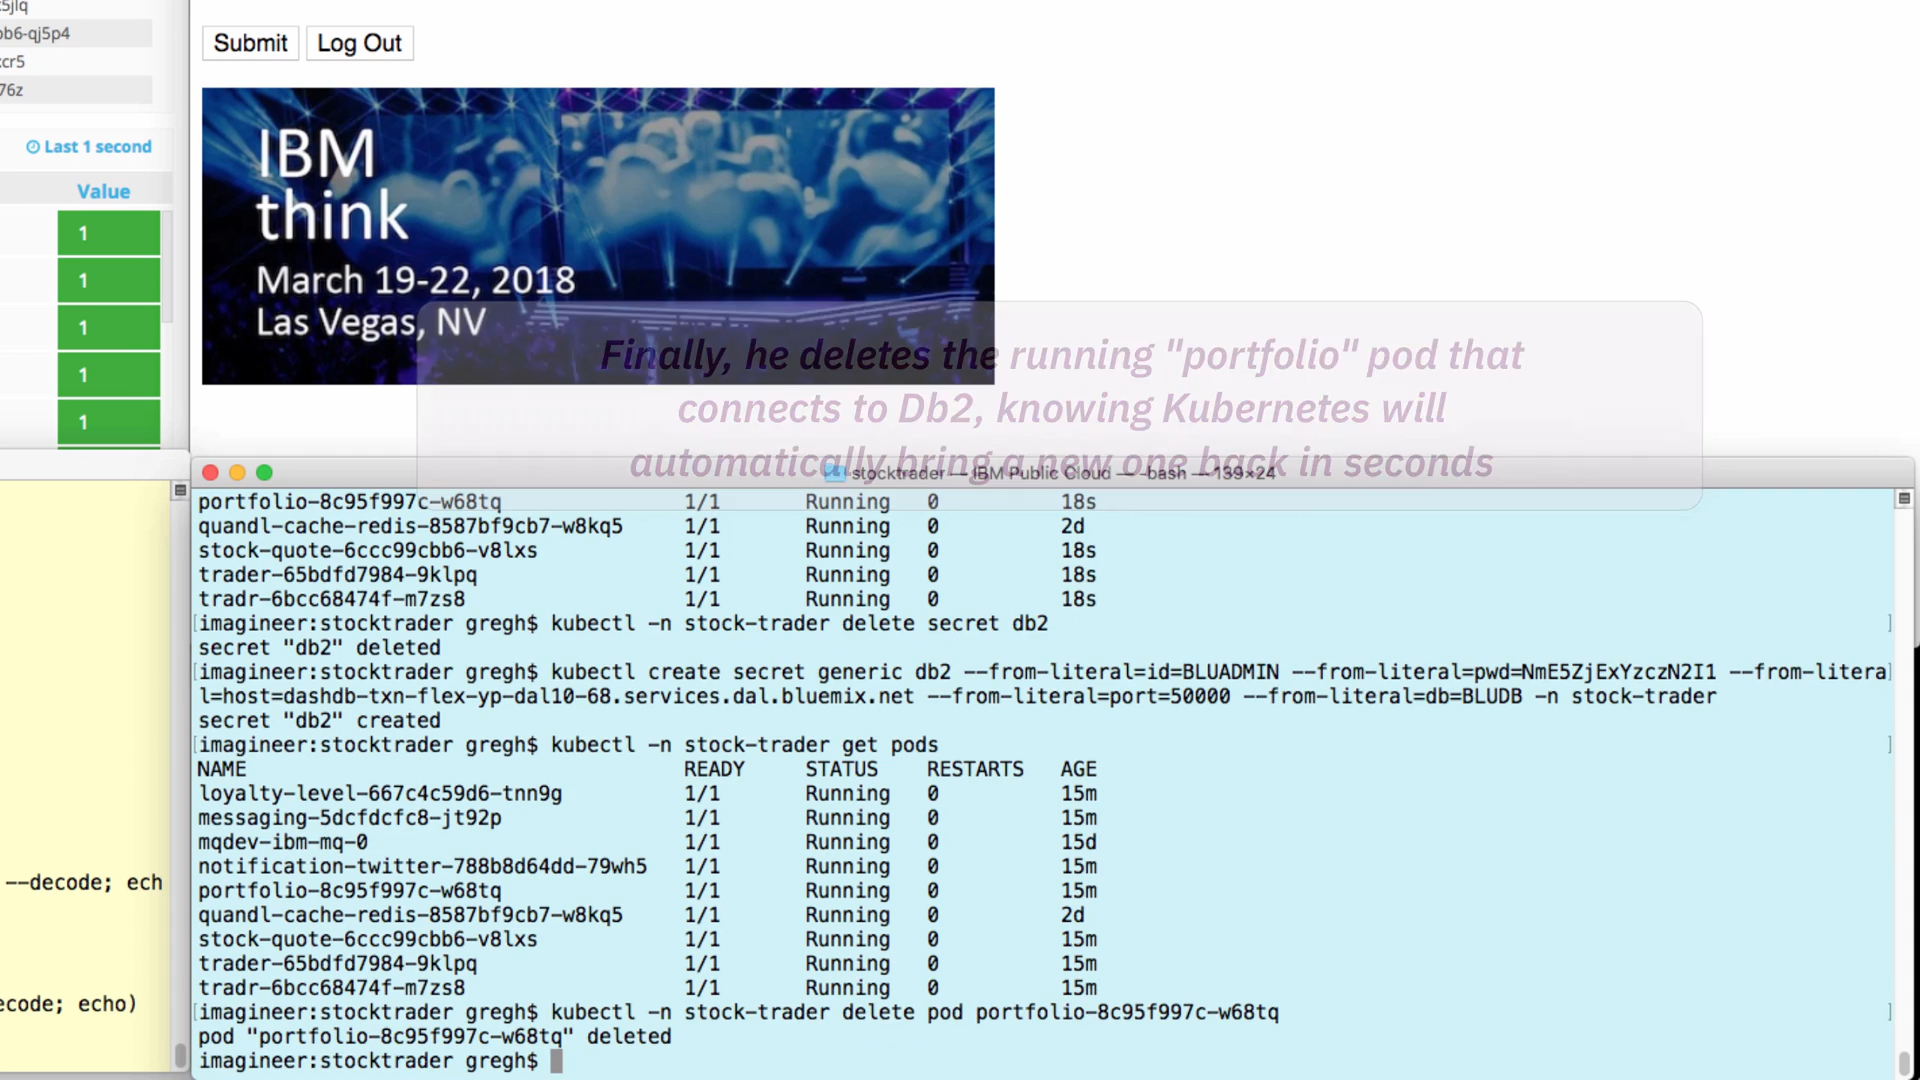 5jlq
bb6-qj5p4
xcr5
76z
Last 1 second
Value
1
1
1
1
1
--decode; ech
ecode; echo)
Submit
Log Out
IBM
think
March 19-22, 2018
Las Vegas, NV
Finally, he deletes the running "portfolio" pod that
connects to Db2, knowing Kubernetes will
automatically bring a new one back in seconds
stocktrader — IBM Public Cloud — -bash — 139×24
portfolio-8c95f997c-w68tq 1/1 Running 0 18s
quandl-cache-redis-8587bf9cb7-w8kq5 1/1 Running 0 2d
stock-quote-6ccc99cbb6-v8lxs 1/1 Running 0 18s
trader-65bdfd7984-9klpq 1/1 Running 0 18s
tradr-6bcc68474f-m7zs8 1/1 Running 0 18s
[imagineer:stocktrader gregh$ kubectl -n stock-trader delete secret db2 ]
secret "db2" deleted
[imagineer:stocktrader gregh$ kubectl create secret generic db2 --from-literal=id=BLUADMIN --from-literal=pwd=NmE5ZjExYzczN2I1 --from-litera]
l=host=dashdb-txn-flex-yp-dal10-68.services.dal.bluemix.net --from-literal=port=50000 --from-literal=db=BLUDB -n stock-trader
secret "db2" created
[imagineer:stocktrader gregh$ kubectl -n stock-trader get pods ]
NAME READY STATUS RESTARTS AGE
loyalty-level-667c4c59d6-tnn9g 1/1 Running 0 15m
messaging-5dcfdcfc8-jt92p 1/1 Running 0 15m
mqdev-ibm-mq-0 1/1 Running 0 15d
notification-twitter-788b8d64dd-79wh5 1/1 Running 0 15m
portfolio-8c95f997c-w68tq 1/1 Running 0 15m
quandl-cache-redis-8587bf9cb7-w8kq5 1/1 Running 0 2d
stock-quote-6ccc99cbb6-v8lxs 1/1 Running 0 15m
trader-65bdfd7984-9klpq 1/1 Running 0 15m
tradr-6bcc68474f-m7zs8 1/1 Running 0 15m
[imagineer:stocktrader gregh$ kubectl -n stock-trader delete pod portfolio-8c95f997c-w68tq ]
pod "portfolio-8c95f997c-w68tq" deleted
imagineer:stocktrader gregh$